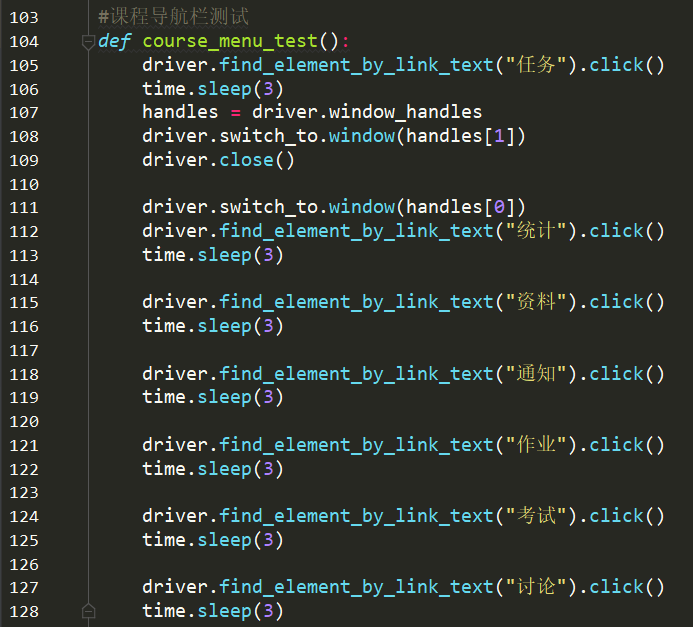 103 #课程导航栏测试
104 def course_menu_test():
105 driver.find_element_by_link_text("任务").click()
106 time.sleep(3)
107 handles = driver.window_handles
108 driver.switch_to.window(handles[1])
109 driver.close()
110
111 driver.switch_to.window(handles[0])
112 driver.find_element_by_link_text("统计").click()
113 time.sleep(3)
114
115 driver.find_element_by_link_text("资料").click()
116 time.sleep(3)
117
118 driver.find_element_by_link_text("通知").click()
119 time.sleep(3)
120
121 driver.find_element_by_link_text("作业").click()
122 time.sleep(3)
123
124 driver.find_element_by_link_text("考试").click()
125 time.sleep(3)
126
127 driver.find_element_by_link_text("讨论").click()
128 time.sleep(3)